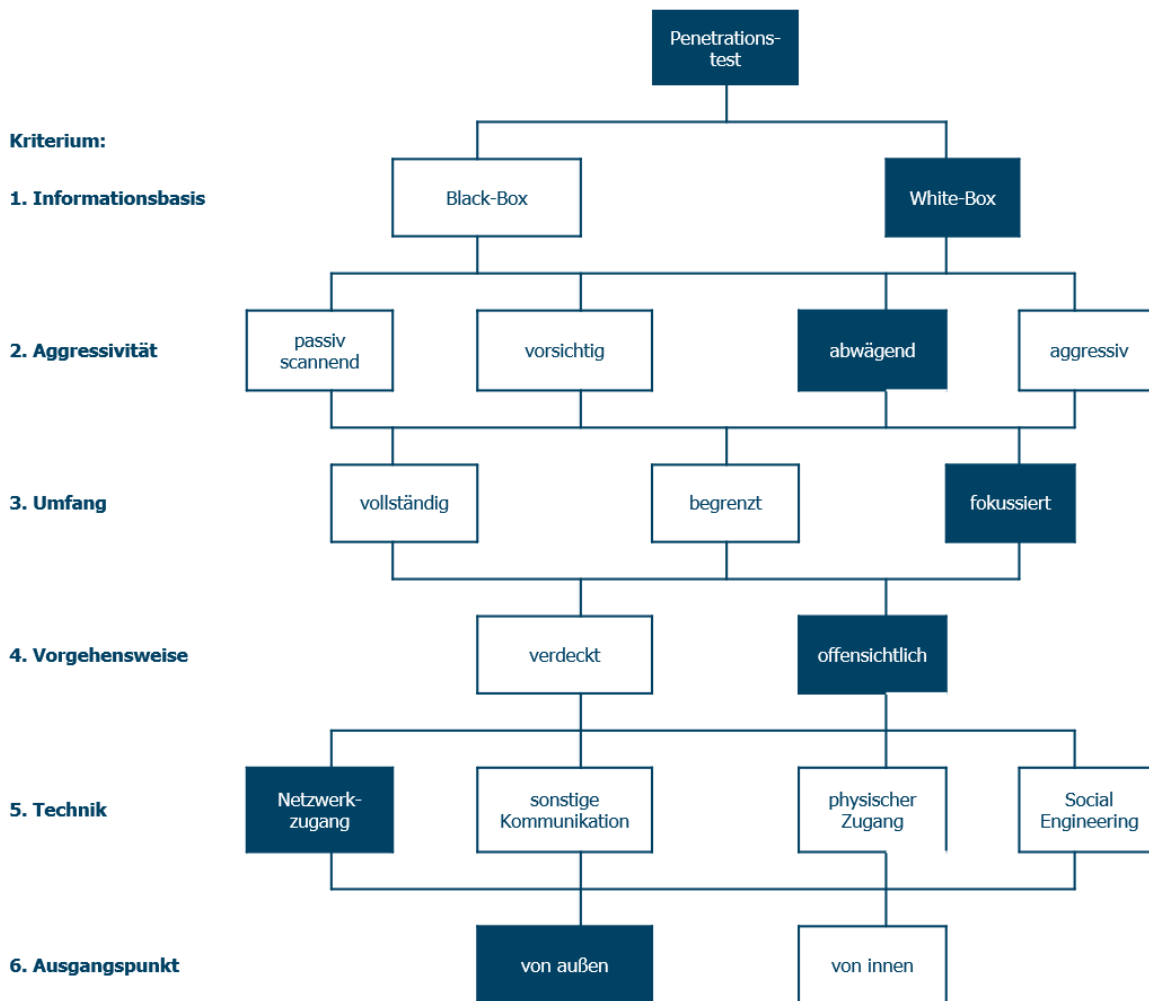 Penetrations-
test
Kriterium:
1. Informationsbasis
Black-Box
White-Box
2. Aggressivität
passiv
scannend
vorsichtig
abwägend
aggressiv
3. Umfang
vollständig
begrenzt
fokussiert
4. Vorgehensweise
verdeckt
offensichtlich
5. Technik
Netzwerk-
zugang
sonstige
Kommunikation
physischer
Zugang
Social
Engineering
6. Ausgangspunkt
von außen
von innen